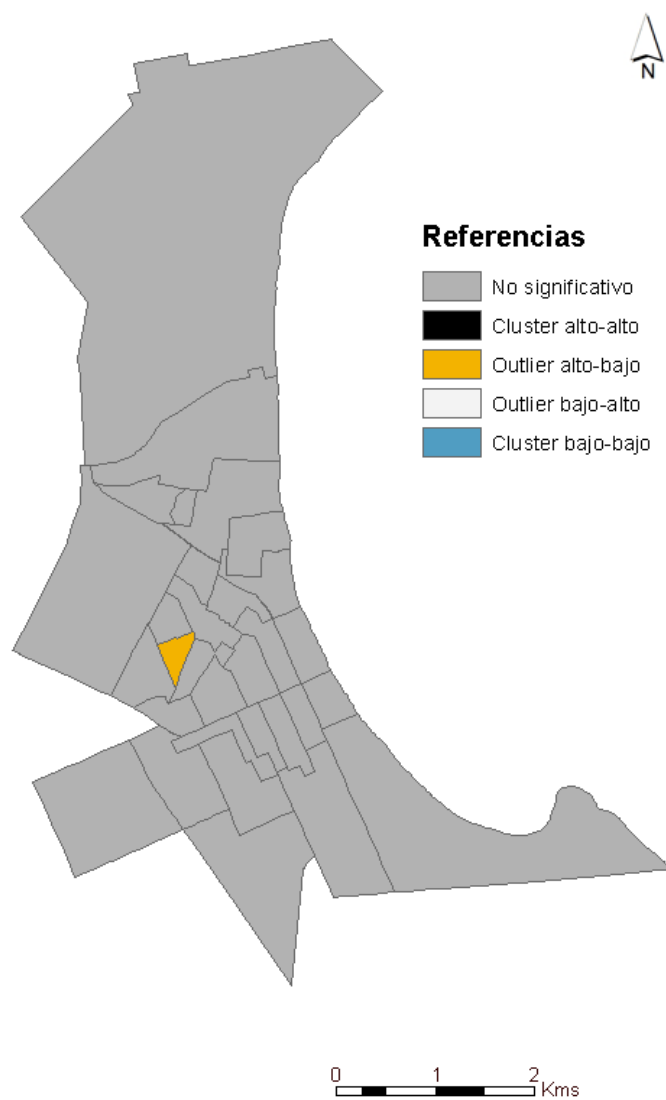 N
Referencias
No significativo
Cluster alto-alto
Outlier alto-bajo
Outlier bajo-alto
Cluster bajo-bajo
0 1 2
Kms